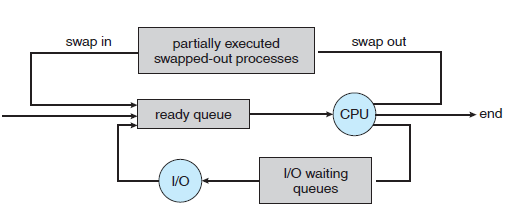 swap in
partially executed
swapped-out processes
swap out
ready queue
CPU
end
I/O
I/O waiting
queues